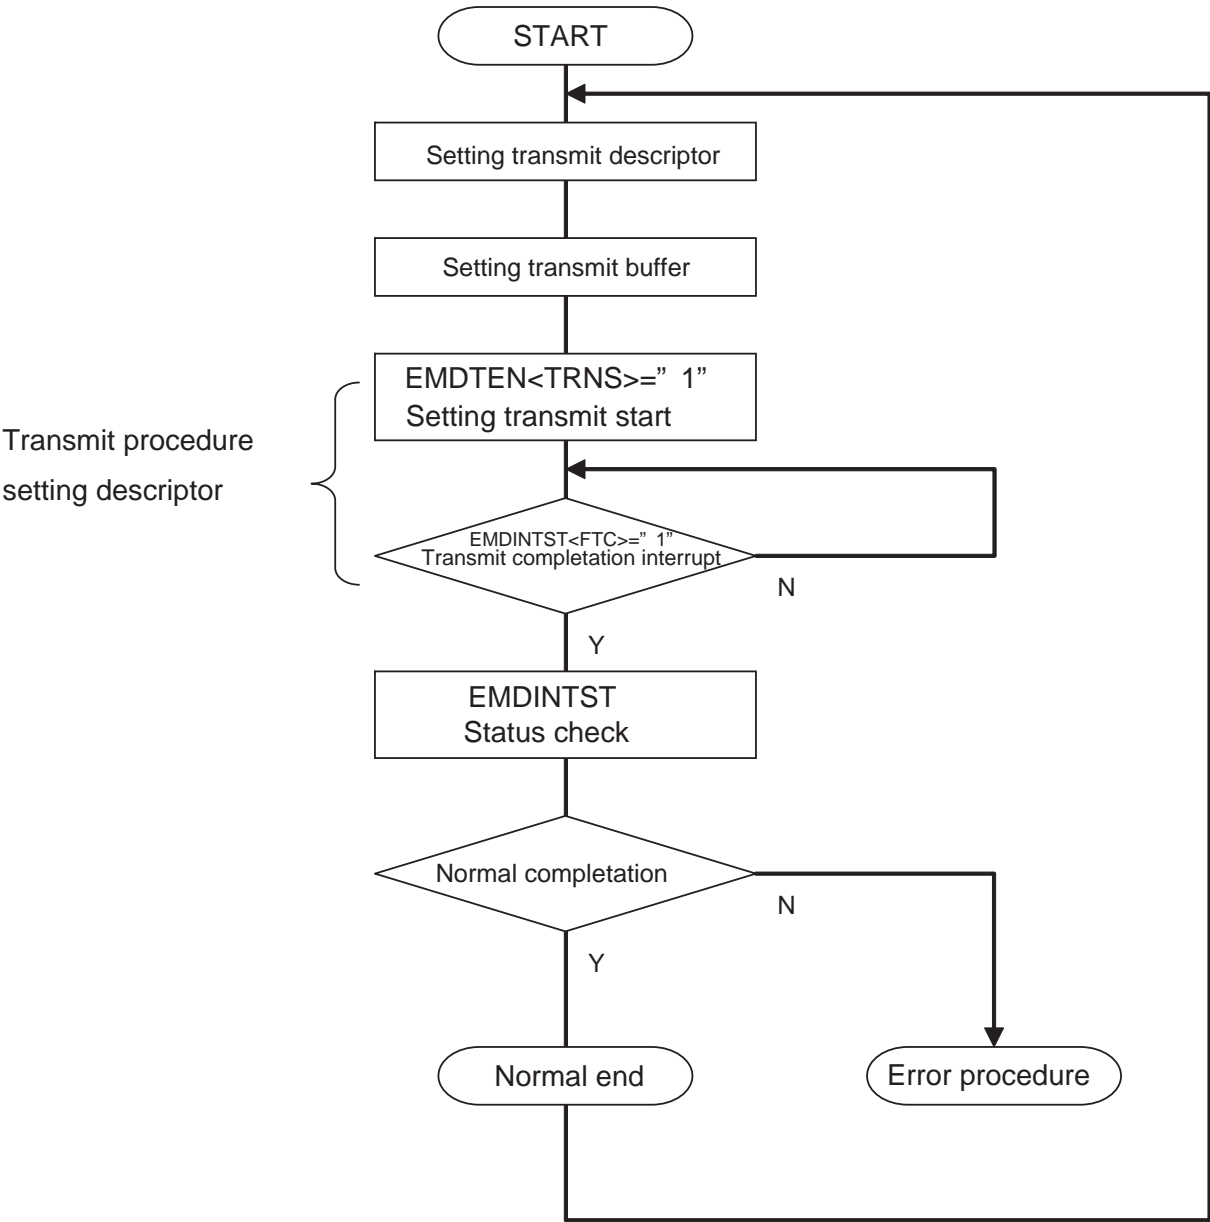 START
Setting transmit descriptor
Setting transmit buffer
EMDTEN<TRNS>=” 1”
Setting transmit start
Transmit procedure
setting descriptor
EMDINTST<FTC>=” 1”
Transmit completation interrupt
N
Y
EMDINTST
Status check
Normal completation
N
Y
Normal end
Error procedure